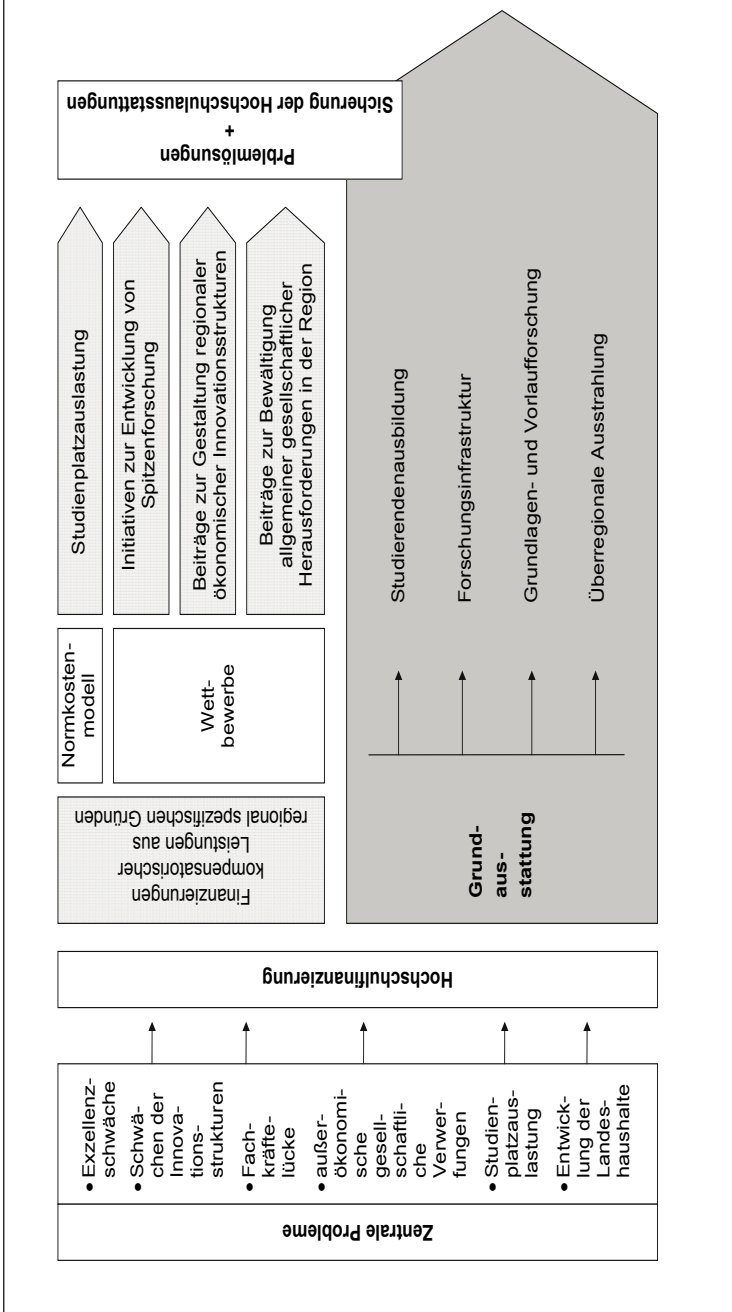 Zentrale Probleme
• Exzellenz-
schwäche
• Schwä-
chen der
Innova-
tions-
strukturen
• Fach-
kräfte-
lücke
• außer-
ökonomi-
sche
gesell-
schaftli-
che
Verwer-
fungen
• Studien-
platzaus-
lastung
• Entwick-
lung der
Landes-
haushalte
Hochschulfinanzierung
Finanzierungen
kompensatorischer
Leistungen aus
regional spezifischen Gründen
Normkosten-
modell
Wett-
bewerbe
Studienplatzauslastung
Initiativen zur Entwicklung von
Spitzenforschung
Beiträge zur Gestaltung regionaler
ökonomischer Innovationsstrukturen
Beiträge zur Bewältigung
allgemeiner gesellschaftlicher
Herausforderungen in der Region
Prblemlösungen
+
Sicherung der Hochschulausstattungen
Grund-
aus-
stattung
Studierendenausbildung
Forschungsinfrastruktur
Grundlagen- und Vorlaufforschung
Überregionale Ausstrahlung